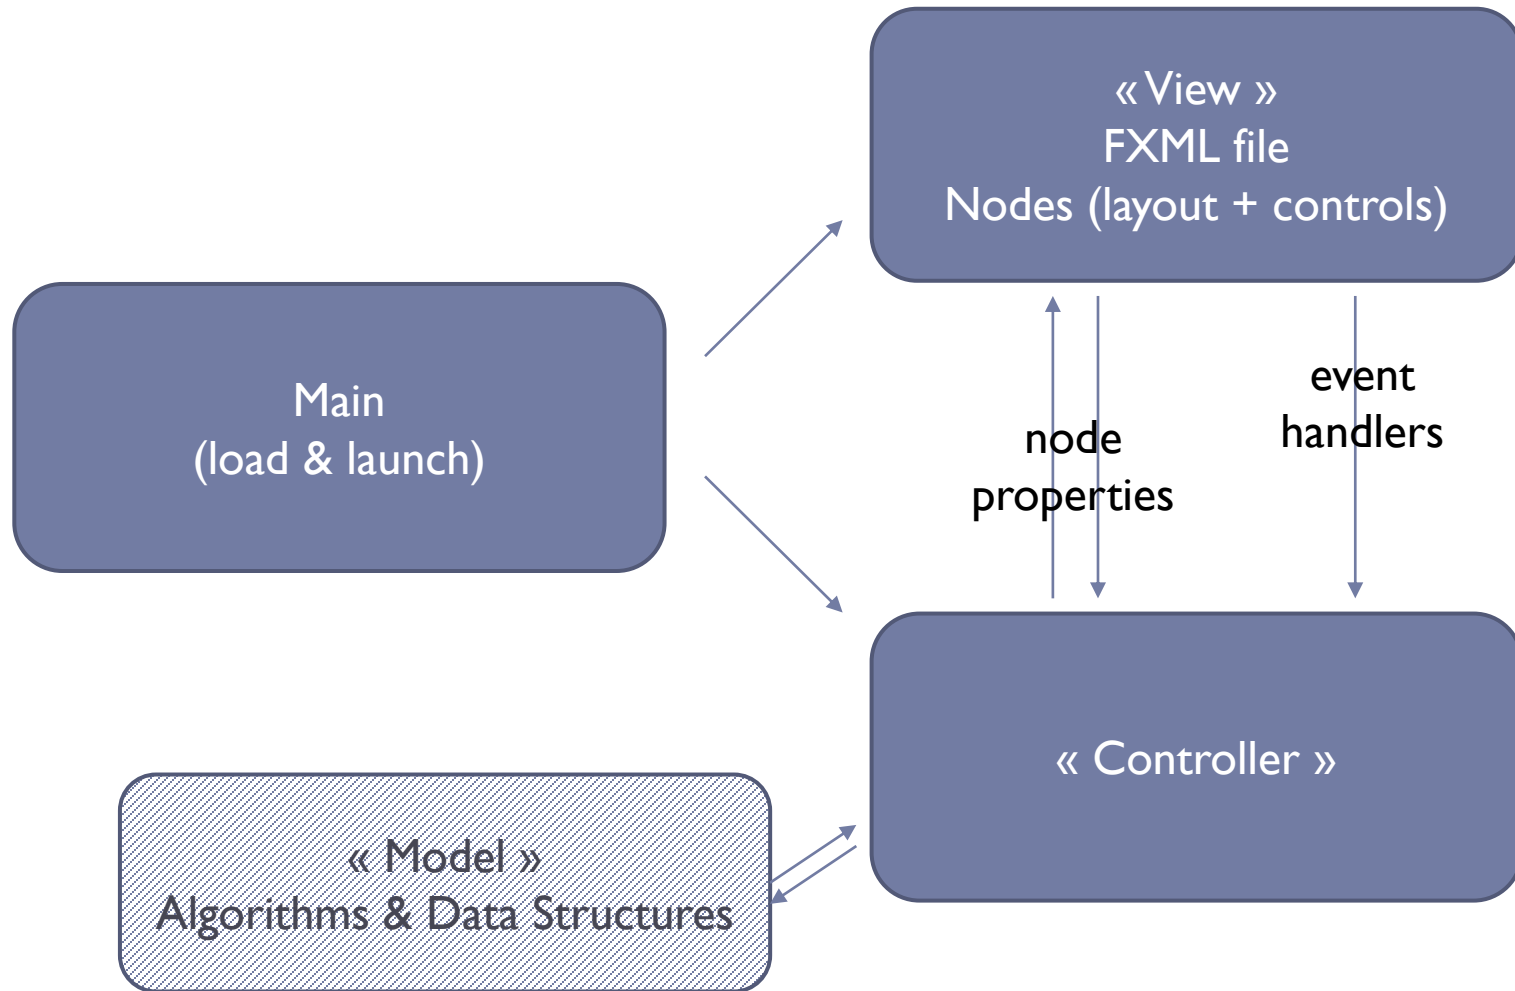 « View »
FXML file
Nodes (layout + controls)
Main
(load & launch)
event
handlers
node
properties
« Controller »
« Model »
Algorithms & Data Structures